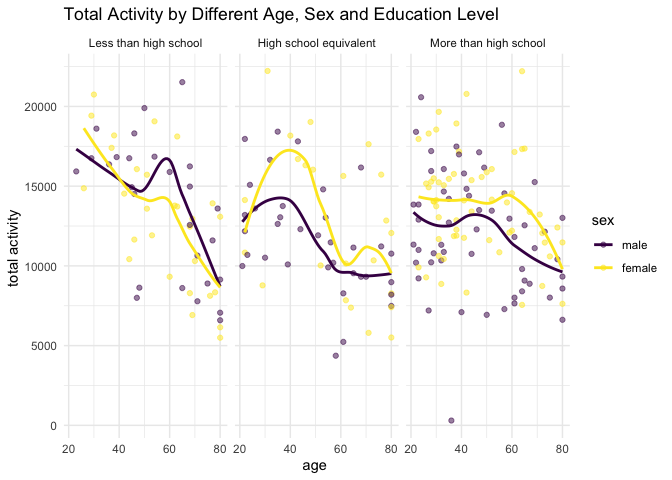 Total Activity by Different Age, Sex and Education Level
Less than high school
High school equivalent
More than high school
20000
15000
10000
5000
0
total activity
20 40 60 80
20 40 60 80
20 40 60 80
age
sex
male
female